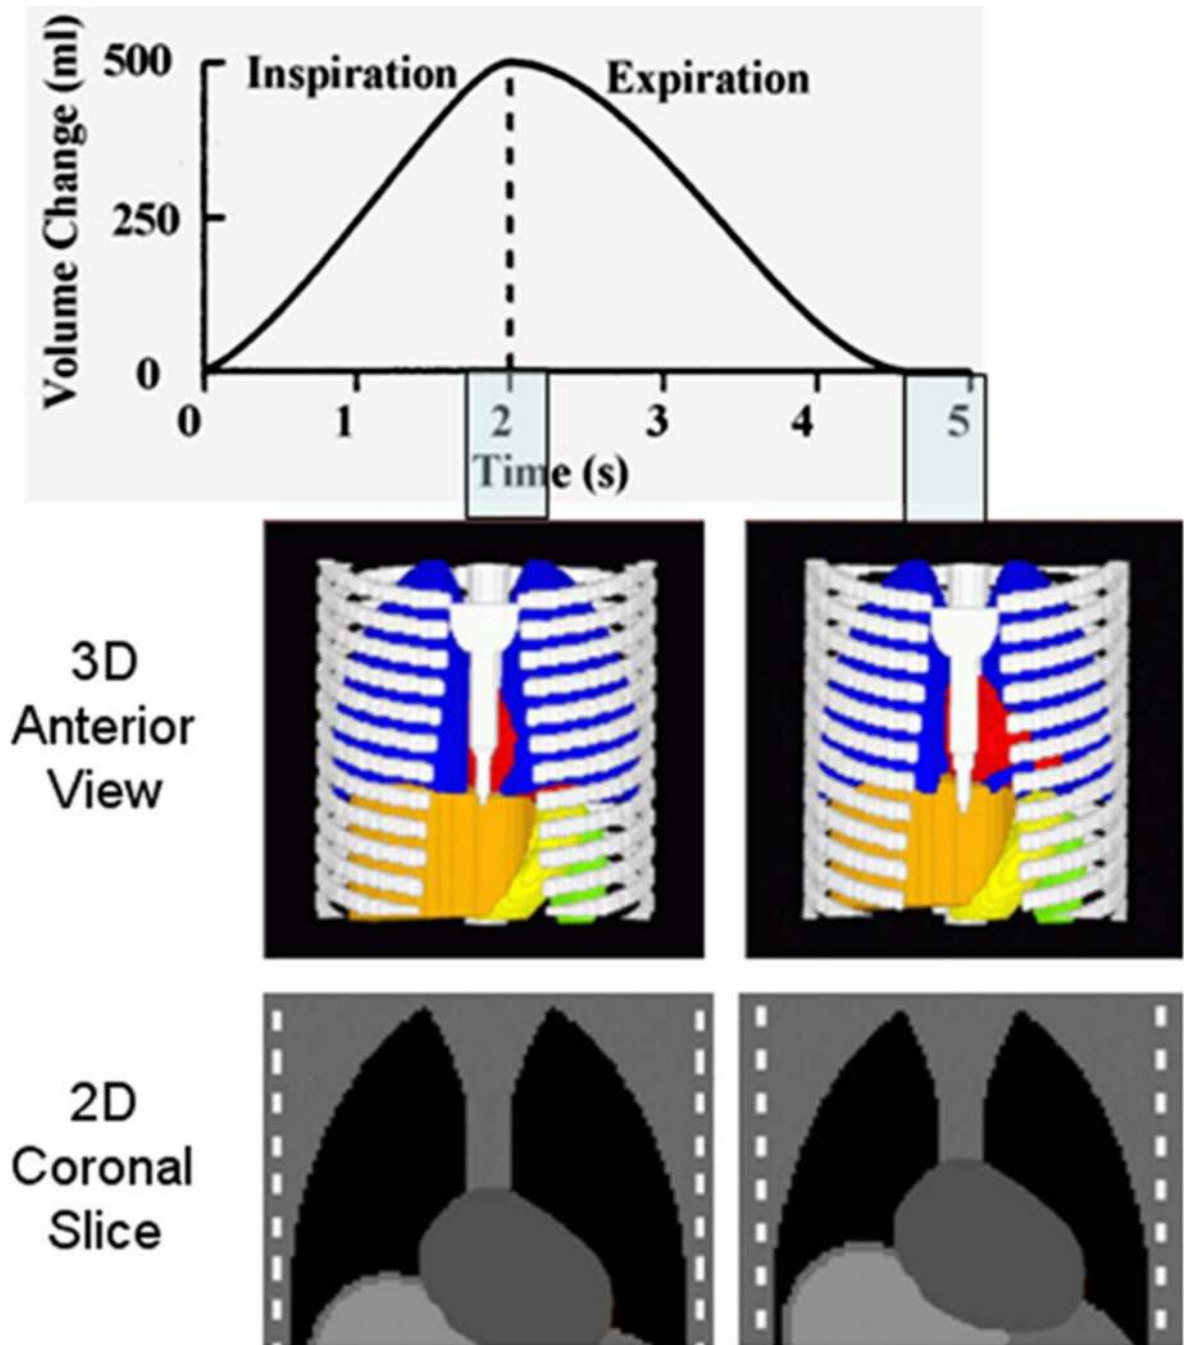 Volume Change (ml)
500
250
0
Inspiration
Expiration
0 1 2 3 4 5
Time (s)
3D
Anterior
View
2D
Coronal
Slice